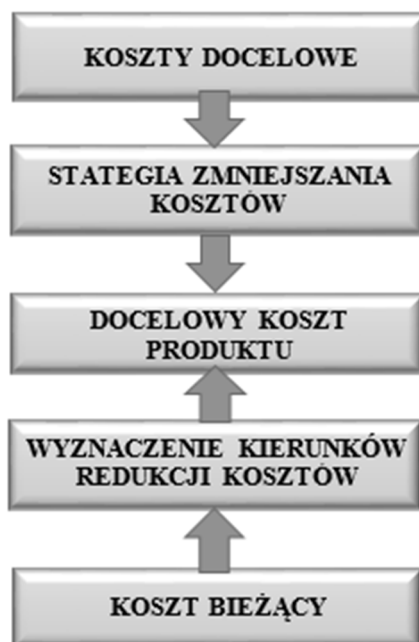 KOSZTY DOCELOWE
STATEGIA ZMNIEJSZANIA
KOSZTÓW
DOCELOWY KOSZT
PRODUKTU
WYZNACZENIE KIERUNKÓW
REDUKCJI KOSZTÓW
KOSZT BIEŻĄCY